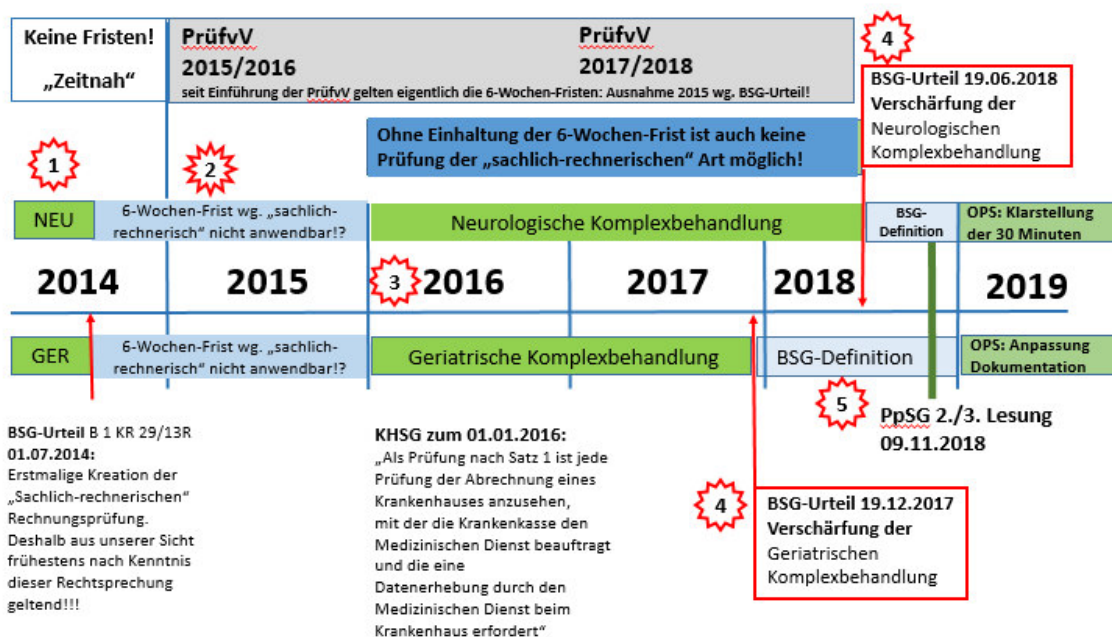 Keine Fristen!
„Zeitnah“
PrüfvV
2015/2016
PrüfvV
2017/2018
seit Einführung der PrüfvV gelten eigentlich die 6-Wochen-Fristen: Ausnahme 2015 wg. BSG-Urteil!
4
BSG-Urteil 19.06.2018
Verschärfung der
Neurologischen
Komplexbehandlung
Ohne Einhaltung der 6-Wochen-Frist ist auch keine
Prüfung der „sachlich-rechnerischen“ Art möglich!
1
2
NEU
6-Wochen-Frist wg. „sachlich-
rechnerisch“ nicht anwendbar!?
Neurologische Komplexbehandlung
BSG-
Definition
OPS: Klarstellung
der 30 Minuten
2014
2015
3
2016
2017
2018
2019
GER
6-Wochen-Frist wg. „sachlich-
rechnerisch“ nicht anwendbar!?
Geriatrische Komplexbehandlung
BSG-Definition
OPS: Anpassung
Dokumentation
5
PpSG 2./3. Lesung
09.11.2018
BSG-Urteil B 1 KR 29/13R
01.07.2014:
Erstmalige Kreation der
„Sachlich-rechnerischen“
Rechnungsprüfung.
Deshalb aus unserer Sicht
frühestens nach Kenntnis
dieser Rechtsprechung
geltend!!!
KHSG zum 01.01.2016:
„Als Prüfung nach Satz 1 ist jede
Prüfung der Abrechnung eines
Krankenhauses anzusehen,
mit der die Krankenkasse den
Medizinischen Dienst beauftragt
und die eine
Datenerhebung durch den
Medizinischen Dienst beim
Krankenhaus erfordert“
4
BSG-Urteil 19.12.2017
Verschärfung der
Geriatrischen
Komplexbehandlung